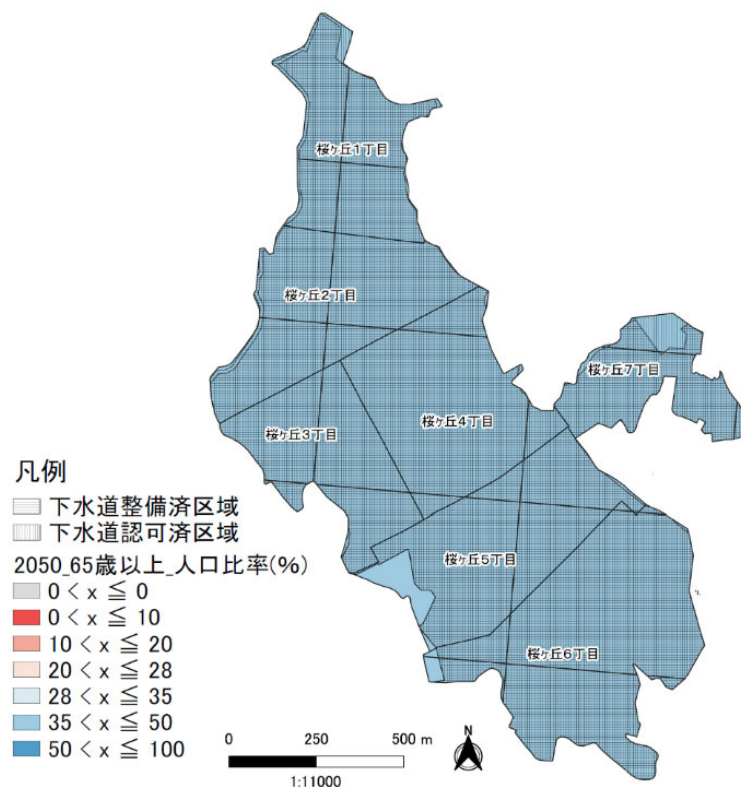 桜ヶ丘1丁目
桜ヶ丘2丁目
桜ヶ丘7丁目
桜ヶ丘3丁目
桜ヶ丘4丁目
桜ヶ丘5丁目
桜ヶ丘6丁目
凡例
下水道整備済区域
下水道認可済区域
2050_65歳以上_人口比率(%)
0 < x ≦ 0
0 < x ≦ 10
10 < x ≦ 20
20 < x ≦ 28
28 < x ≦ 35
35 < x ≦ 50
50 < x ≦ 100
0 250 500 m
1:11000
N